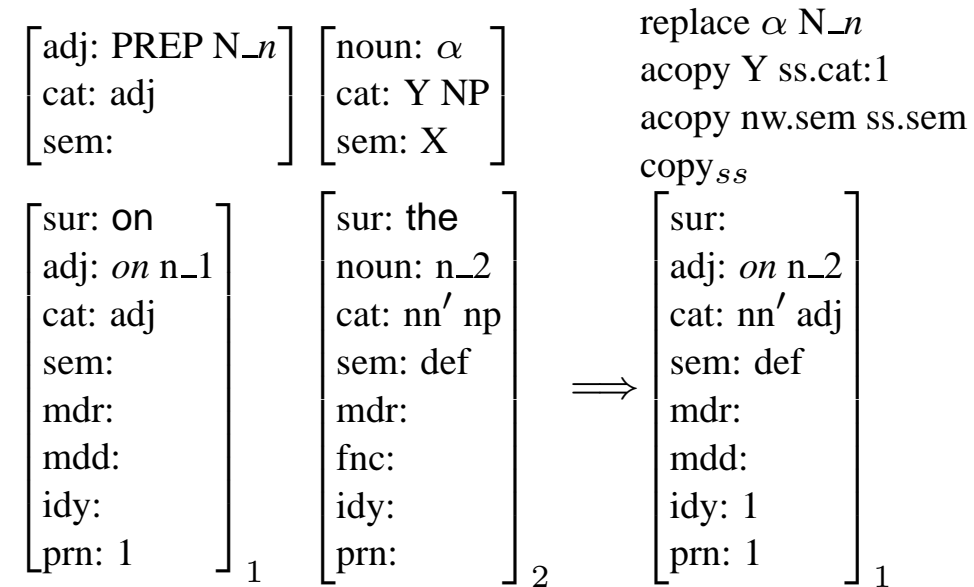 adj: PREP N_n noun: α replace α N_n
cat: adj cat: Y NP acopy Y ss.cat:1
sem: sem: X acopy nw.sem ss.sem
copy_ss
sur: on sur: the sur:
adj: on n_1 noun: n_2 adj: on n_2
cat: adj cat: nn′ np cat: nn′ adj
sem: sem: def sem: def
mdr: mdr: ⟹ mdr:
mdd: fnc: mdd:
idy: idy: idy: 1
prn: 1 prn: prn: 1
1 2 1